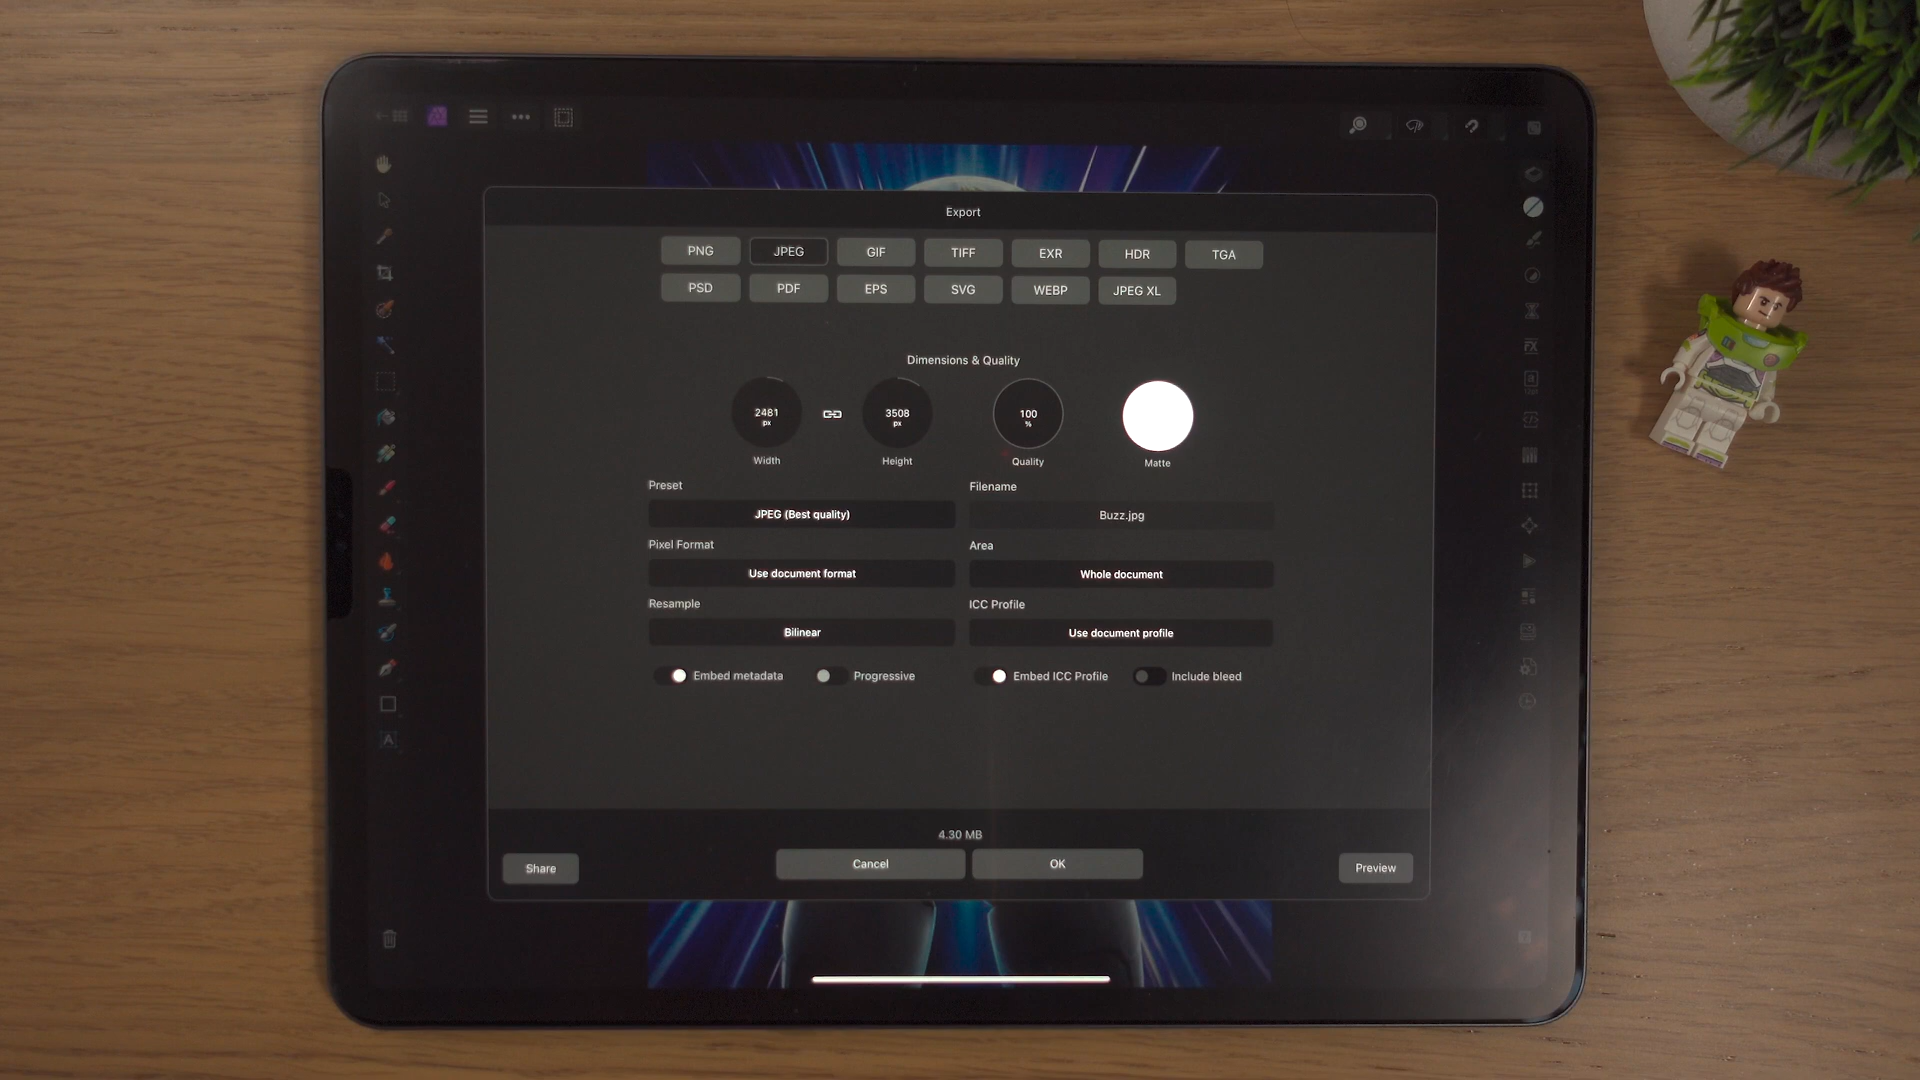 Export
PNG JPEG GIF TIFF EXR HDR TGA
PSD PDF EPS SVG WEBP JPEG XL
Dimensions & Quality
2481 px 3508 px 100 %
Width Height Quality Matte
Preset Filename
JPEG (Best quality) Buzz.jpg
Pixel Format Area
Use document format Whole document
Resample ICC Profile
Bilinear Use document profile
Embed metadata Progressive Embed ICC Profile Include bleed
4.30 MB
Share Cancel OK Preview
FX
A